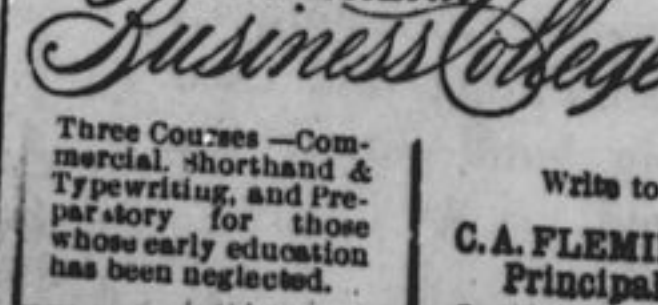 Business College
Three Courses —Com-
mercial. Shorthand &
Typewriting, and Pre-
paratory for those
whose early education
has been neglected.
Write to
C. A. FLEMI
Principal